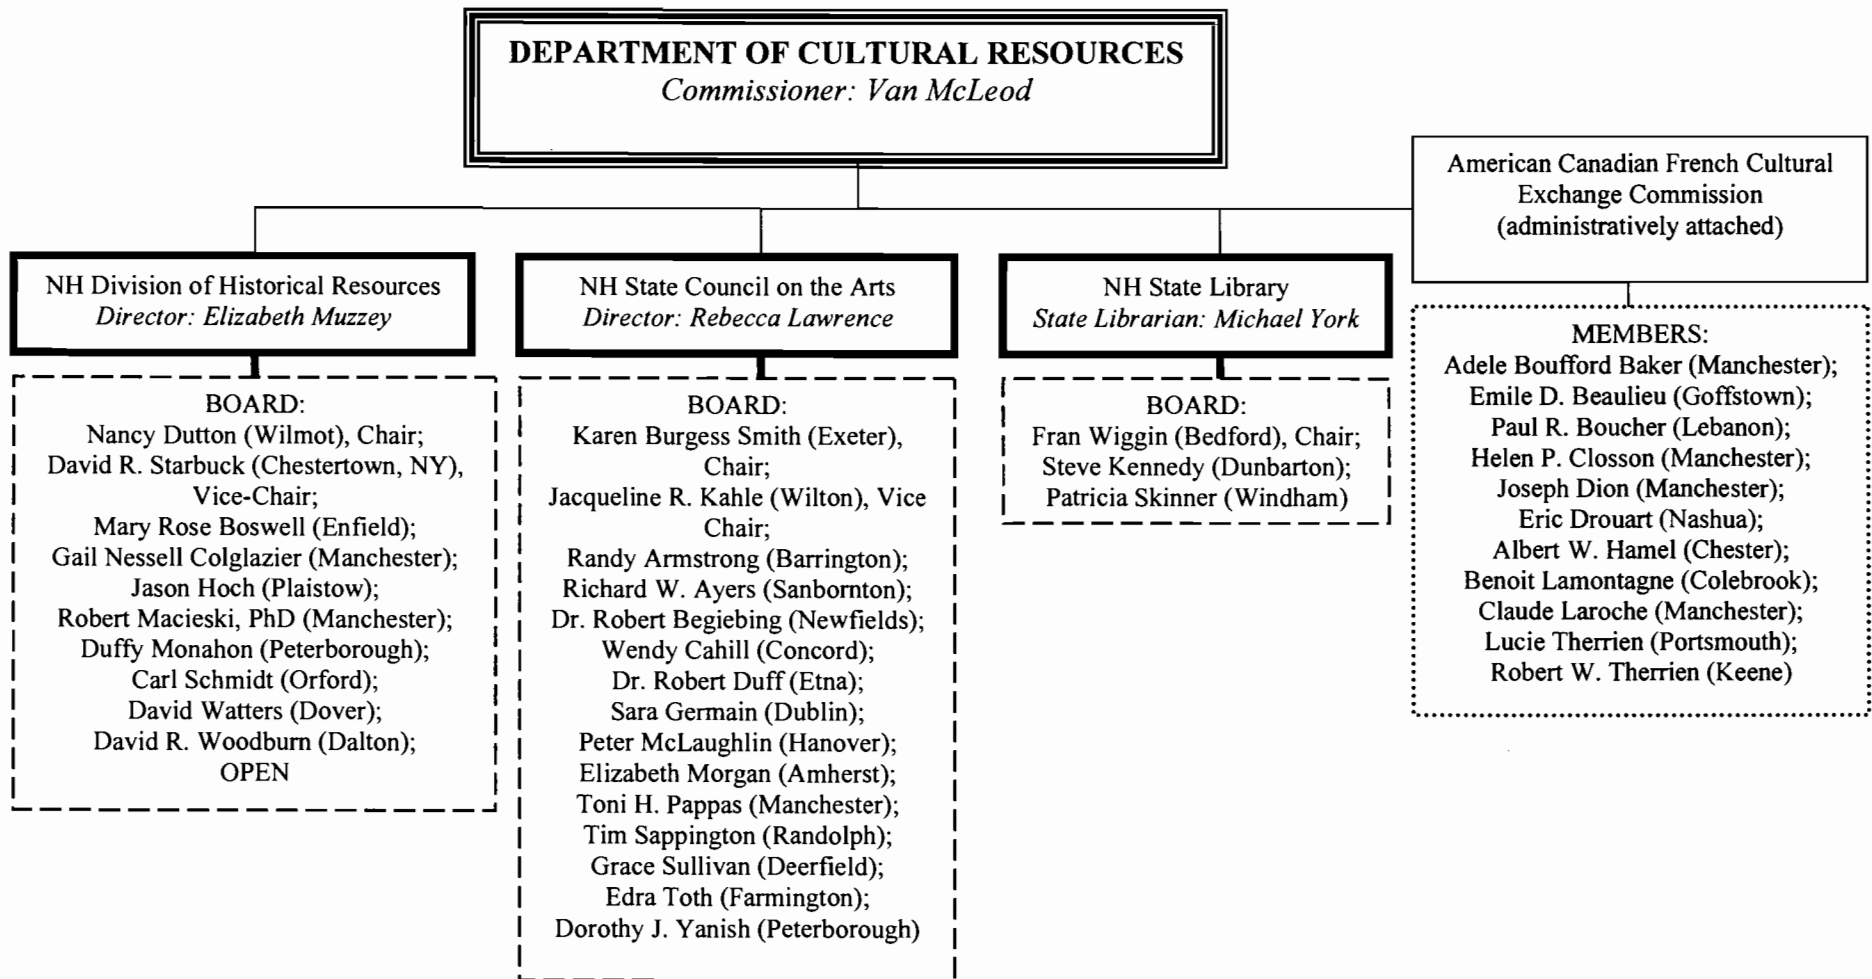 DEPARTMENT OF CULTURAL RESOURCES
Commissioner: Van McLeod
American Canadian French Cultural
Exchange Commission
(administratively attached)
NH Division of Historical Resources
Director: Elizabeth Muzzey
NH State Council on the Arts
Director: Rebecca Lawrence
NH State Library
State Librarian: Michael York
BOARD:
Nancy Dutton (Wilmot), Chair;
David R. Starbuck (Chestertown, NY),
Vice-Chair;
Mary Rose Boswell (Enfield);
Gail Nessell Colglazier (Manchester);
Jason Hoch (Plaistow);
Robert Macieski, PhD (Manchester);
Duffy Monahon (Peterborough);
Carl Schmidt (Orford);
David Watters (Dover);
David R. Woodburn (Dalton);
OPEN
BOARD:
Karen Burgess Smith (Exeter),
Chair;
Jacqueline R. Kahle (Wilton), Vice
Chair;
Randy Armstrong (Barrington);
Richard W. Ayers (Sanbornton);
Dr. Robert Begiebing (Newfields);
Wendy Cahill (Concord);
Dr. Robert Duff (Etna);
Sara Germain (Dublin);
Peter McLaughlin (Hanover);
Elizabeth Morgan (Amherst);
Toni H. Pappas (Manchester);
Tim Sappington (Randolph);
Grace Sullivan (Deerfield);
Edra Toth (Farmington);
Dorothy J. Yanish (Peterborough)
BOARD:
Fran Wiggin (Bedford), Chair;
Steve Kennedy (Dunbarton);
Patricia Skinner (Windham)
MEMBERS:
Adele Boufford Baker (Manchester);
Emile D. Beaulieu (Goffstown);
Paul R. Boucher (Lebanon);
Helen P. Closson (Manchester);
Joseph Dion (Manchester);
Eric Drouart (Nashua);
Albert W. Hamel (Chester);
Benoit Lamontagne (Colebrook);
Claude Laroche (Manchester);
Lucie Therrien (Portsmouth);
Robert W. Therrien (Keene)